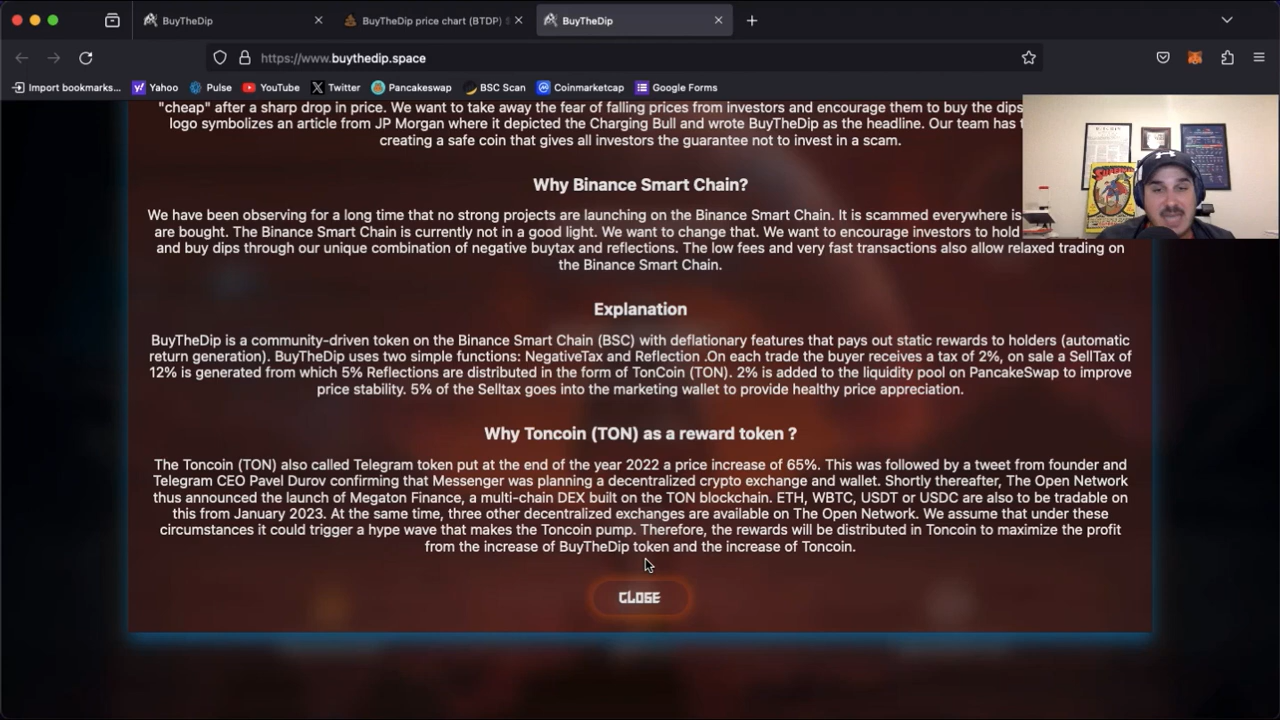 BuyTheDip
BuyTheDip price chart (BTDP)
BuyTheDip
https://www.buythedip.space
Import bookmarks...
Yahoo
Pulse
YouTube
Twitter
Pancakeswap
BSC Scan
Coinmarketcap
Google Forms
"cheap" after a sharp drop in price. We want to take away the fear of falling prices from investors and encourage them to buy the dips
logo symbolizes an article from JP Morgan where it depicted the Charging Bull and wrote BuyTheDip as the headline. Our team has
creating a safe coin that gives all investors the guarantee not to invest in a scam.
Why Binance Smart Chain?
We have been observing for a long time that no strong projects are launching on the Binance Smart Chain. It is scammed everywhere is
are bought. The Binance Smart Chain is currently not in a good light. We want to change that. We want to encourage investors to hold
and buy dips through our unique combination of negative buytax and reflections. The low fees and very fast transactions also allow relaxed trading on
the Binance Smart Chain.
Explanation
BuyTheDip is a community-driven token on the Binance Smart Chain (BSC) with deflationary features that pays out static rewards to holders (automatic
return generation). BuyTheDip uses two simple functions: NegativeTax and Reflection .On each trade the buyer receives a tax of 2%, on sale a SellTax of
12% is generated from which 5% Reflections are distributed in the form of TonCoin (TON). 2% is added to the liquidity pool on PancakeSwap to improve
price stability. 5% of the Selltax goes into the marketing wallet to provide healthy price appreciation.
Why Toncoin (TON) as a reward token ?
The Toncoin (TON) also called Telegram token put at the end of the year 2022 a price increase of 65%. This was followed by a tweet from founder and
Telegram CEO Pavel Durov confirming that Messenger was planning a decentralized crypto exchange and wallet. Shortly thereafter, The Open Network
thus announced the launch of Megaton Finance, a multi-chain DEX built on the TON blockchain. ETH, WBTC, USDT or USDC are also to be tradable on
this from January 2023. At the same time, three other decentralized exchanges are available on The Open Network. We assume that under these
circumstances it could trigger a hype wave that makes the Toncoin pump. Therefore, the rewards will be distributed in Toncoin to maximize the profit
from the increase of BuyTheDip token and the increase of Toncoin.
CLOSE